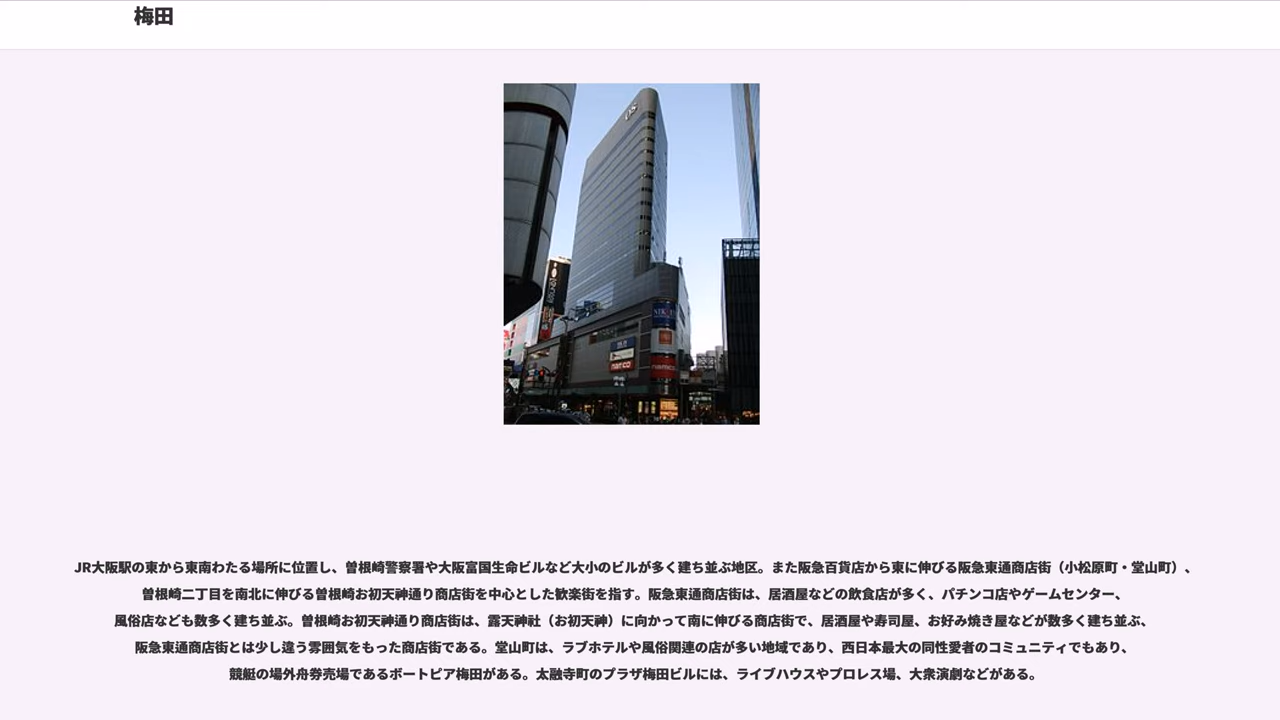 梅田
OS
namco
namco
JR大阪駅の東から東南わたる場所に位置し、曽根崎警察署や大阪富国生命ビルなど大小のビルが多く建ち並ぶ地区。また阪急百貨店から東に伸びる阪急東通商店街（小松原町・堂山町）、
曽根崎二丁目を南北に伸びる曽根崎お初天神通り商店街を中心とした歓楽街を指す。阪急東通商店街は、居酒屋などの飲食店が多く、パチンコ店やゲームセンター、
風俗店なども数多く建ち並ぶ。曽根崎お初天神通り商店街は、露天神社（お初天神）に向かって南に伸びる商店街で、居酒屋や寿司屋、お好み焼き屋などが数多く建ち並ぶ、
阪急東通商店街とは少し違う雰囲気をもった商店街である。堂山町は、ラブホテルや風俗関連の店が多い地域であり、西日本最大の同性愛者のコミュニティでもあり、
競艇の場外舟券売場であるボートピア梅田がある。太融寺町のプラザ梅田ビルには、ライブハウスやプロレス場、大衆演劇などがある。